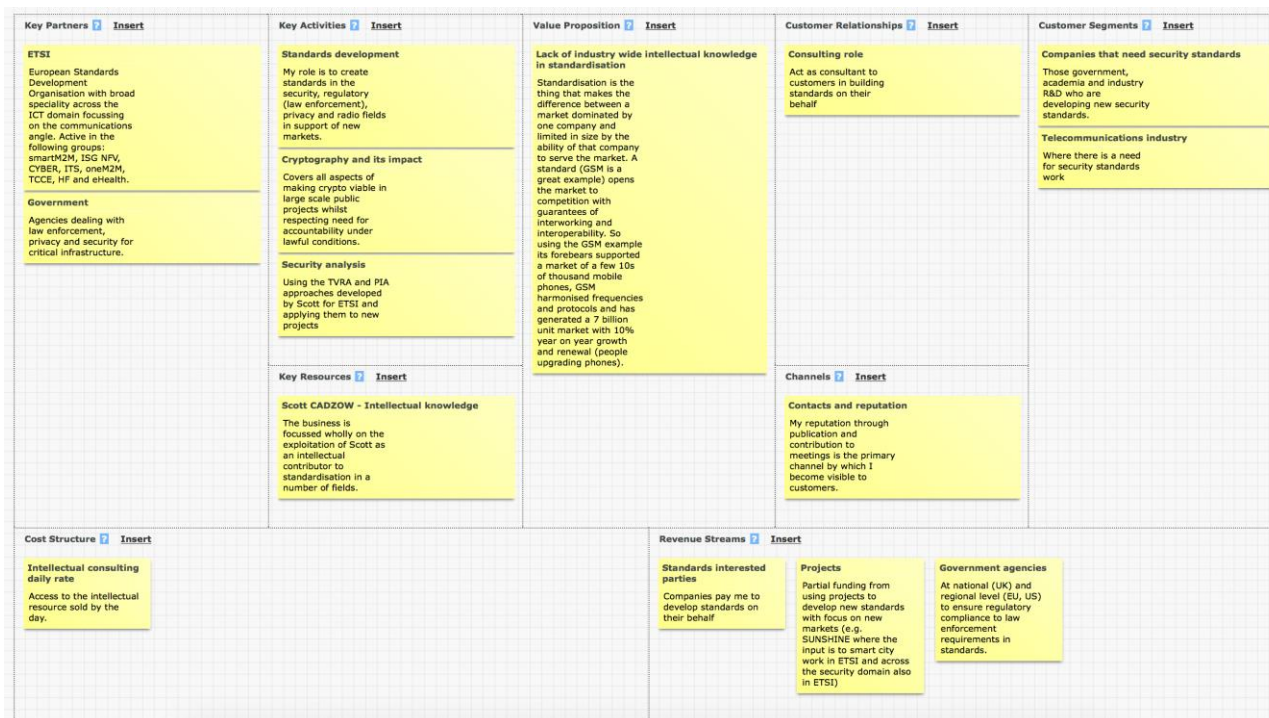 Key Partners ? Insert
ETSI
European Standards
Development
Organisation with broad
speciality across the
ICT domain focussing
on the communications
angle. Active in the
following groups:
smartM2M, ISG NFV,
CYBER, ITS, oneM2M,
TCCE, HF and eHealth.
Government
Agencies dealing with
law enforcement,
privacy and security for
critical infrastructure.
Key Activities ? Insert
Standards development
My role is to create
standards in the
security, regulatory
(law enforcement),
privacy and radio fields
in support of new
markets.
Cryptography and its impact
Covers all aspects of
making crypto viable in
large scale public
projects whilst
respecting need for
accountability under
lawful conditions.
Security analysis
Using the TVRA and PIA
approaches developed
by Scott for ETSI and
applying them to new
projects
Key Resources ? Insert
Scott CADZOW - Intellectual knowledge
The business is
focussed wholly on the
exploitation of Scott as
an intellectual
contributor to
standardisation in a
number of fields.
Value Proposition ? Insert
Lack of industry wide intellectual knowledge
in standardisation
Standardisation is the
thing that makes the
difference between a
market dominated by
one company and
limited in size by the
ability of that company
to serve the market. A
standard (GSM is a
great example) opens
the market to
competition with
guarantees of
interworking and
interoperability. So
using the GSM example
its forebears supported
a market of a few 10s
of thousand mobile
phones, GSM
harmonised frequencies
and protocols and has
generated a 7 billion
unit market with 10%
year on year growth
and renewal (people
upgrading phones).
Customer Relationships ? Insert
Consulting role
Act as consultant to
customers in building
standards on their
behalf
Channels ? Insert
Contacts and reputation
My reputation through
publication and
contribution to
meetings is the primary
channel by which I
become visible to
customers.
Customer Segments ? Insert
Companies that need security standards
Those government,
academia and industry
R&D who are
developing new security
standards.
Telecommunications industry
Where there is a need
for security standards
work
Cost Structure ? Insert
Intellectual consulting
daily rate
Access to the intellectual
resource sold by the
day.
Revenue Streams ? Insert
Standards interested
parties
Companies pay me to
develop standards on
their behalf
Projects
Partial funding from
using projects to
develop new standards
with focus on new
markets (e.g.
SUNSHINE where the
input is to smart city
work in ETSI and across
the security domain also
in ETSI)
Government agencies
At national (UK) and
regional level (EU, US)
to ensure regulatory
compliance to law
enforcement
requirements in
standards.